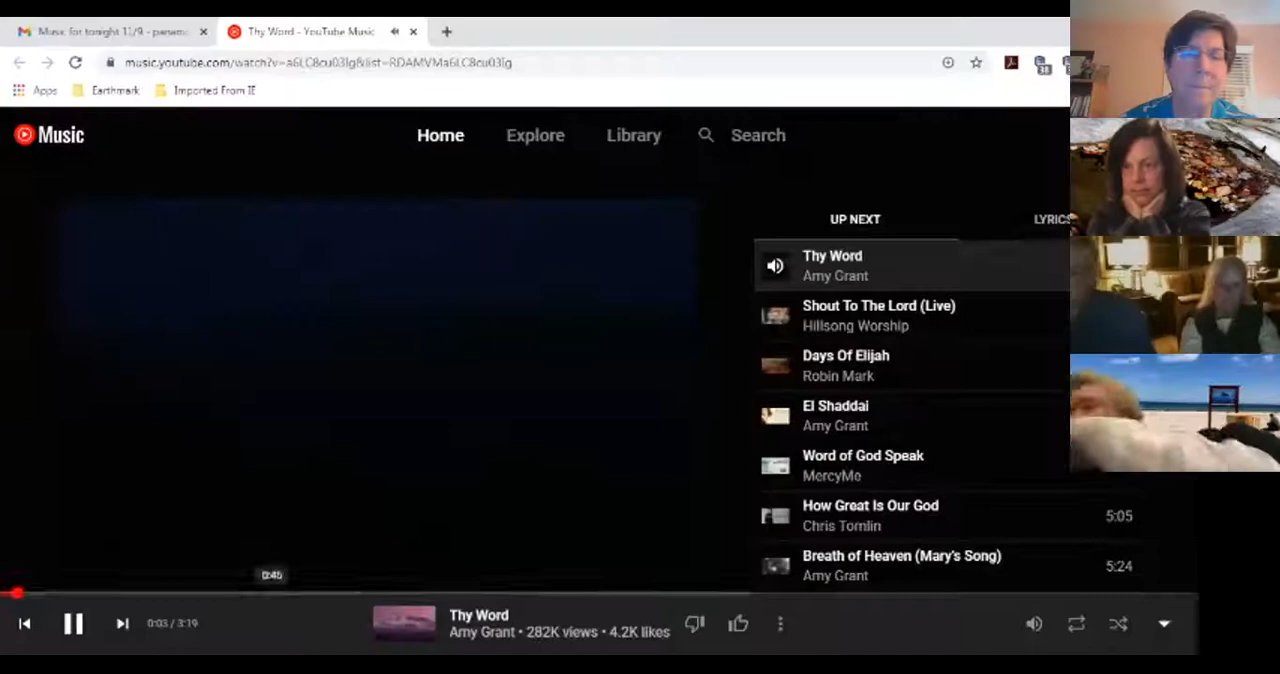 Music for tonight 11/9 - 
Thy Word - YouTube Music
music.youtube.com/watch?v=a6LC8cu03Ig&list=RDAMVMa6LC8cu03Ig
Apps Earthmark Imported From IE
Music Home Explore Library Search
UP NEXT LYRICS
Thy Word
Amy Grant
Shout To The Lord (Live)
Hillsong Worship
Days Of Elijah
Robin Mark
El Shaddai
Amy Grant
Word of God Speak
MercyMe
How Great Is Our God
Chris Tomlin
5:05
Breath of Heaven (Mary's Song)
Amy Grant
5:24
0:40
0:03 / 3:19
Thy Word
Amy Grant • 282K views • 4.2K likes